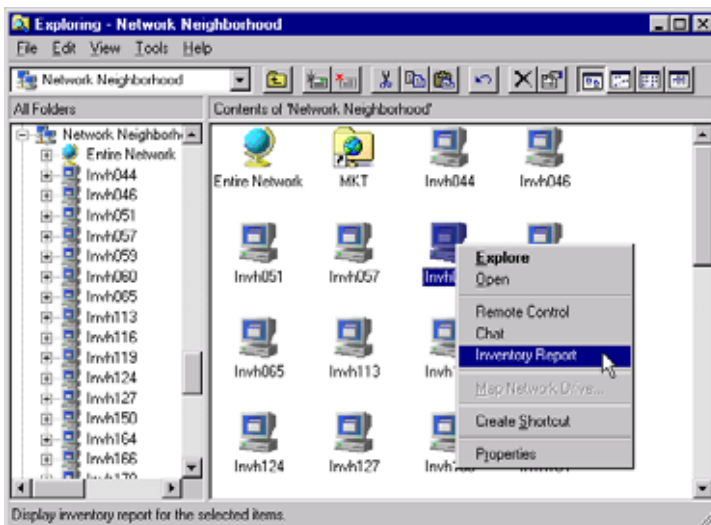 Exploring - Network Neighborhood
File Edit View Tools Help
Network Neighborhood
All Folders
Contents of 'Network Neighborhood'
Network Neighborh
Entire Network
Invh044
Invh046
Invh051
Invh057
Invh059
Invh060
Invh065
Invh113
Invh116
Invh119
Invh124
Invh127
Invh150
Invh164
Invh166
Entire Network MKT Invh044 Invh046
Invh051 Invh057
Invh065 Invh113
Invh124 Invh127
Explore
Open
Remote Control
Chat
Inventory Report
Map Network Drive...
Create Shortcut
Properties
Display inventory report for the selected items.